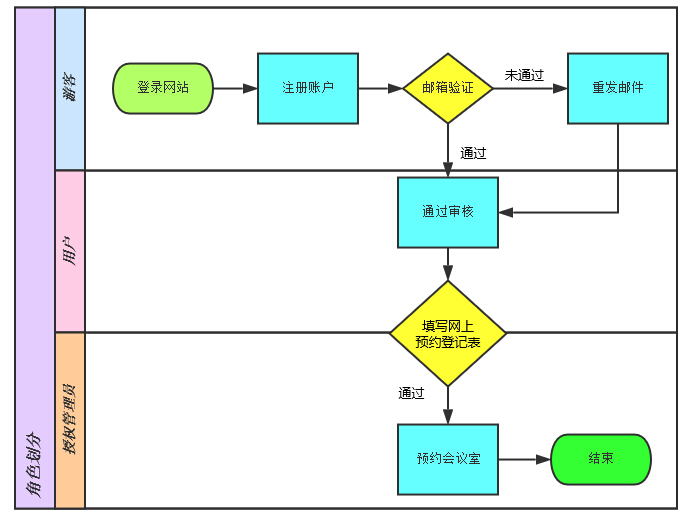 角色划分
游客
登录网站
注册账户
邮箱验证
未通过
重发邮件
通过
用户
通过审核
填写网上
预约登记表
授权管理员
通过
预约会议室
结束